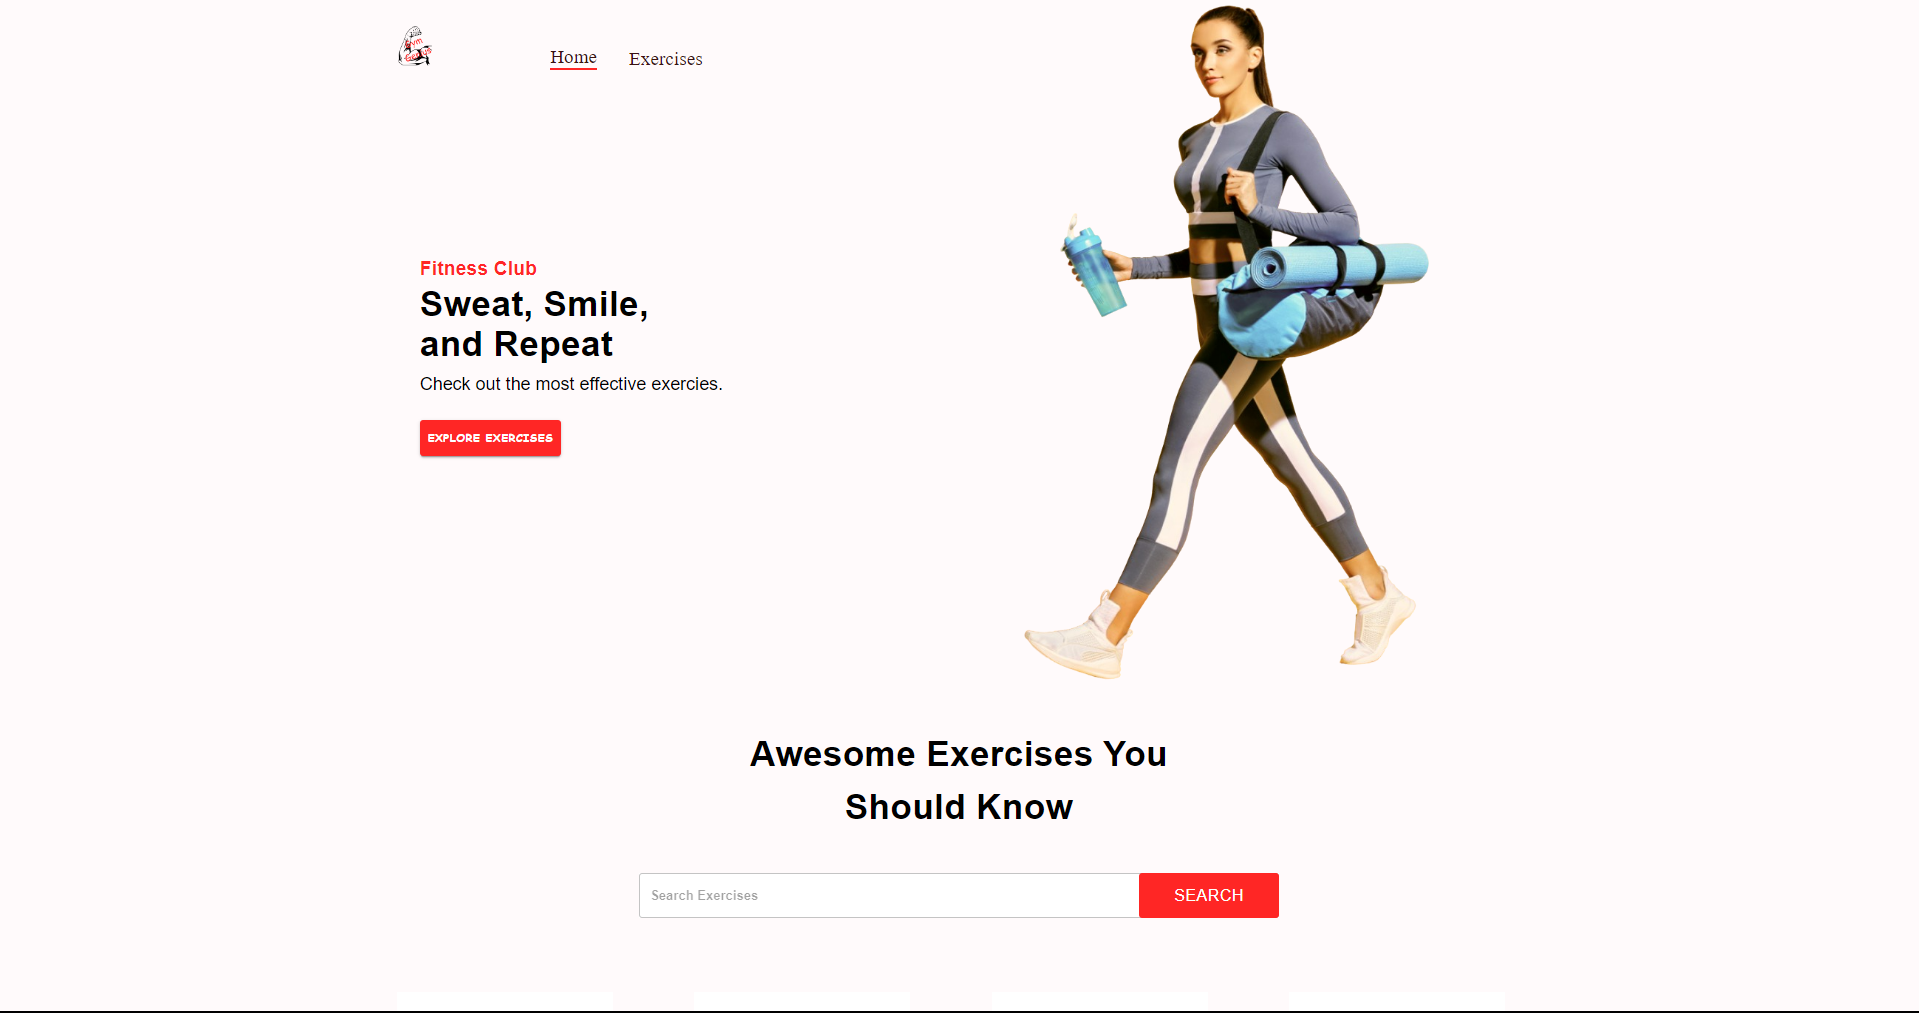 Gym
Home
Exercises
Fitness Club
Sweat, Smile,
and Repeat
Check out the most effective exercies.
EXPLORE EXERCISES
Awesome Exercises You
Should Know
Search Exercises
SEARCH